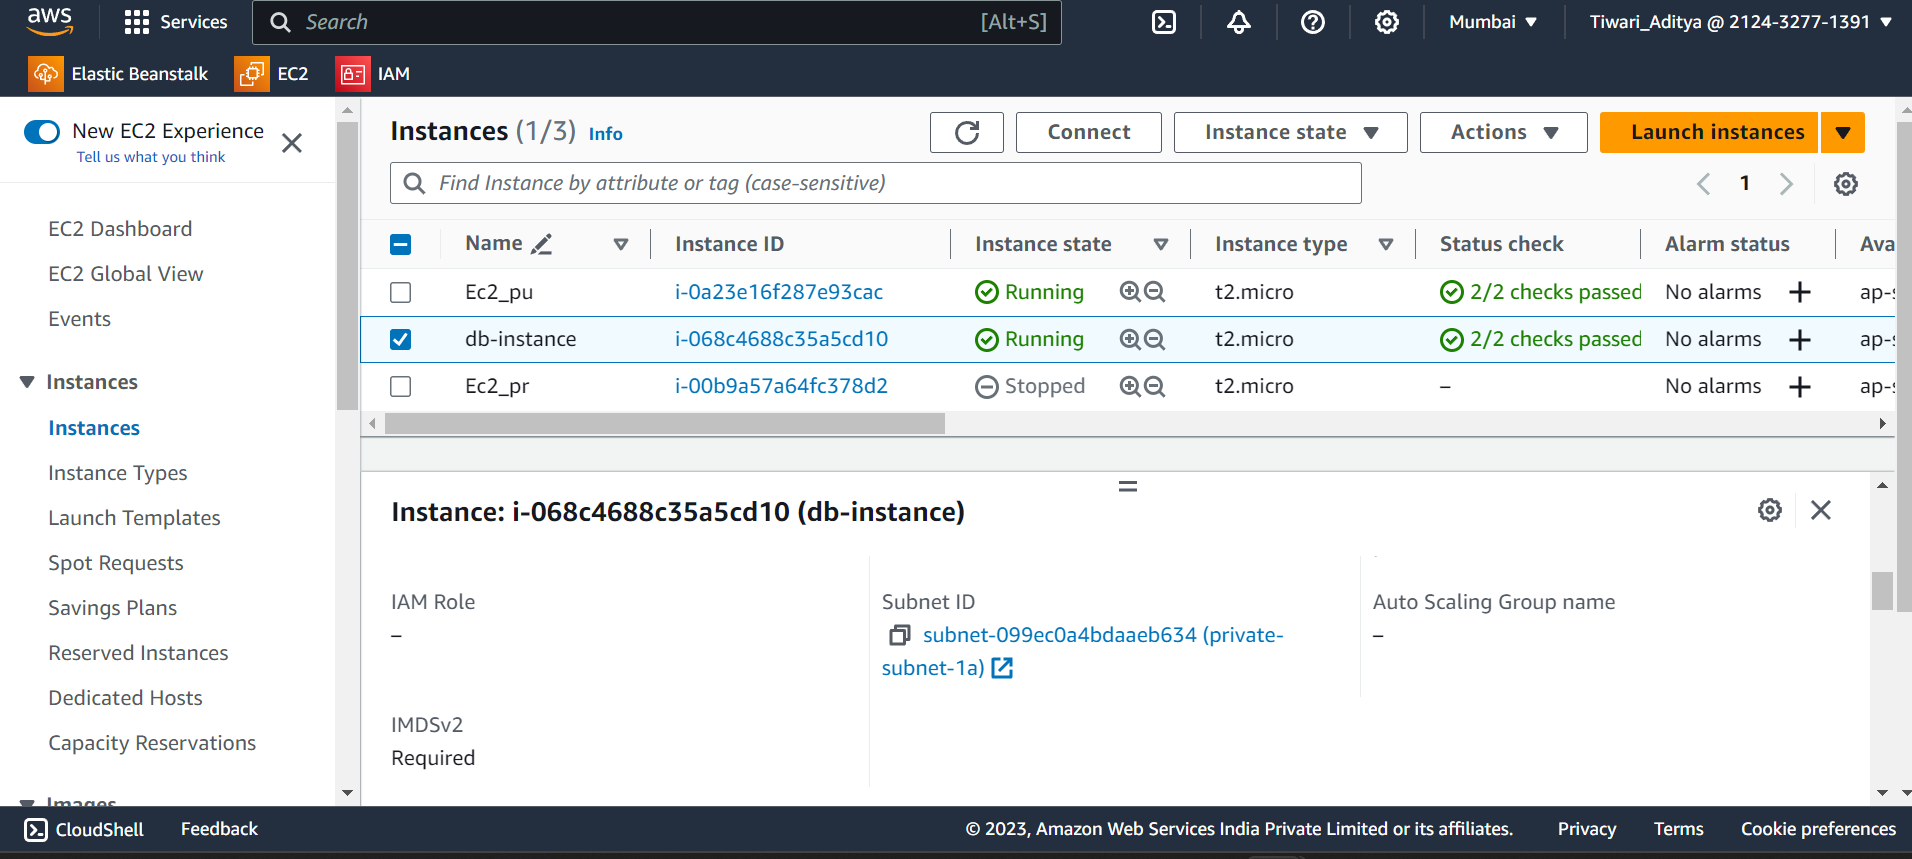 aws Services Search [Alt+S] Mumbai Tiwari_Aditya @ 2124-3277-1391
Elastic Beanstalk EC2 IAM
New EC2 Experience
Tell us what you think
EC2 Dashboard
EC2 Global View
Events
Instances
Instances
Instance Types
Launch Templates
Spot Requests
Savings Plans
Reserved Instances
Dedicated Hosts
Capacity Reservations
Images
Instances (1/3) Info Connect Instance state Actions Launch instances
Find Instance by attribute or tag (case-sensitive) 1
Name Instance ID Instance state Instance type Status check Alarm status Ava
Ec2_pu i-0a23e16f287e93cac Running t2.micro 2/2 checks passed No alarms + ap-s
db-instance i-068c4688c35a5cd10 Running t2.micro 2/2 checks passed No alarms + ap-s
Ec2_pr i-00b9a57a64fc378d2 Stopped t2.micro – No alarms + ap-s
Instance: i-068c4688c35a5cd10 (db-instance)
IAM Role
–
Subnet ID
subnet-099ec0a4bdaaeb634 (private-
subnet-1a)
Auto Scaling Group name
–
IMDSv2
Required
CloudShell Feedback © 2023, Amazon Web Services India Private Limited or its affiliates. Privacy Terms Cookie preferences